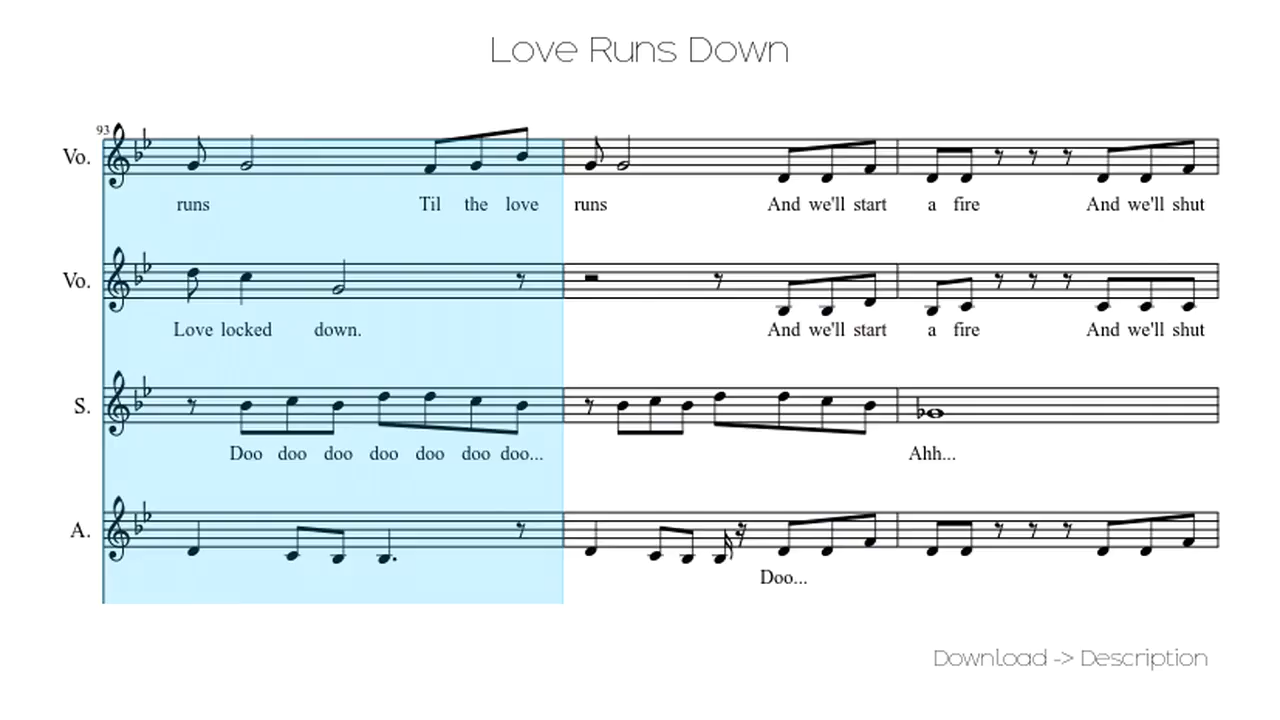 Love Runs Down
93
Vo.
runs Til the love runs And we'll start a fire And we'll shut
Vo.
Love locked down. And we'll start a fire And we'll shut
S.
Doo doo doo doo doo doo doo... Ahh...
A.
Doo...
Download -> Description